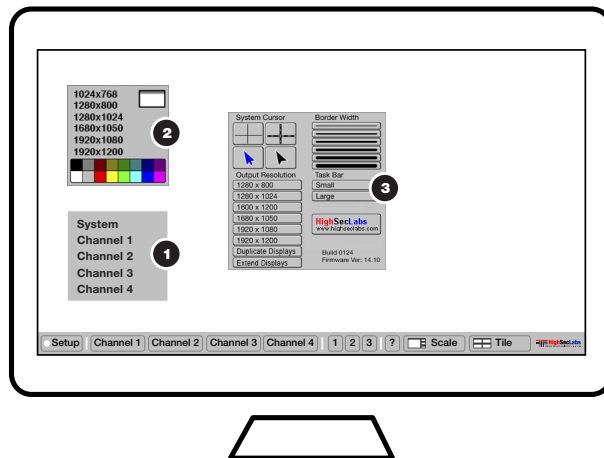 1024x768
1280x800
1280x1024
1680x1050
1920x1080
1920x1200
2
System
Channel 1
Channel 2
Channel 3
Channel 4
1
System Cursor
Border Width
Output Resolution
1280 x 800
1280 x 1024
1600 x 1200
1680 x 1050
1920 x 1080
1920 x 1200
Duplicate Displays
Extend Displays
Task Bar
Small
Large
3
HighSecLabs
www.highseclabs.com
Build 0124
Firmware Ver: 14.10
Setup Channel 1 Channel 2 Channel 3 Channel 4 1 2 3 ? Scale Tile HighSecLabs